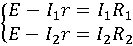 E − I₁r = I₁R₁
E − I₂r = I₂R₂